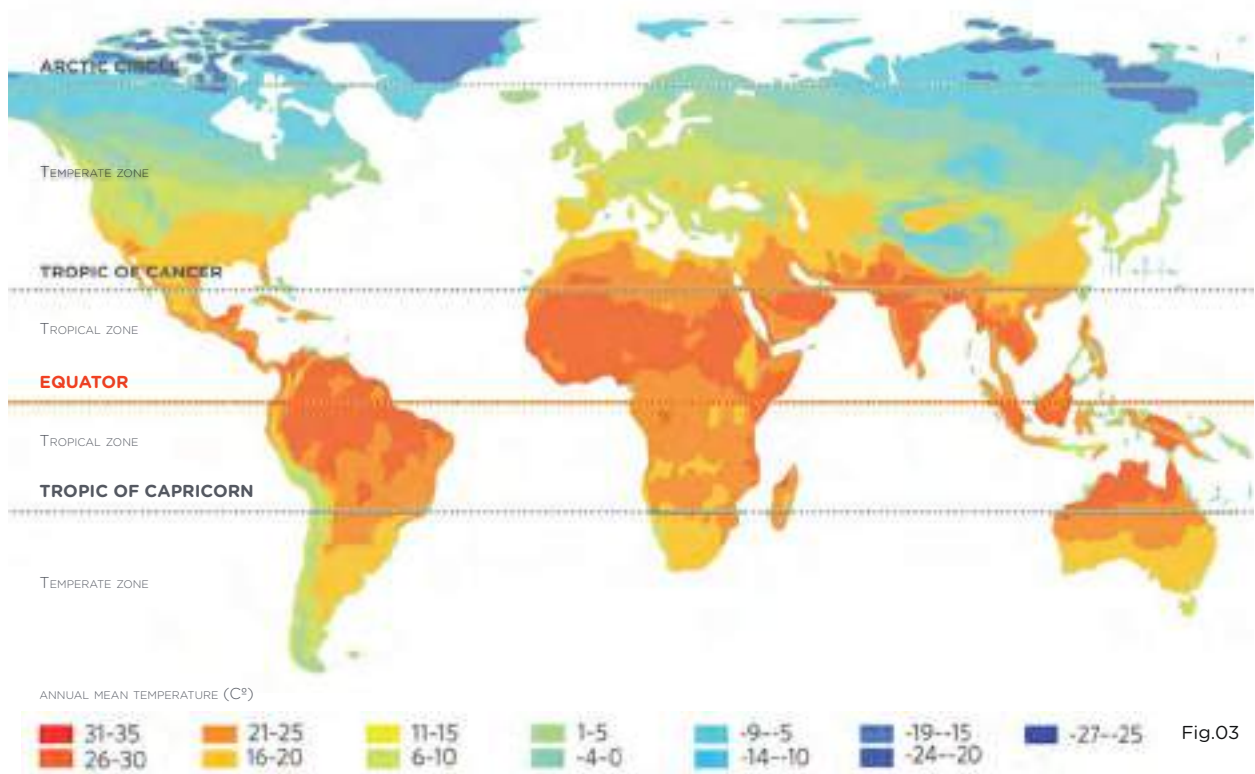 ARCTIC CIRCLE
TEMPERATE ZONE
TROPIC OF CANCER
TROPICAL ZONE
EQUATOR
TROPICAL ZONE
TROPIC OF CAPRICORN
TEMPERATE ZONE
ANNUAL MEAN TEMPERATURE (Cº)
31-35 21-25 11-15 1-5 -9--5 -19--15 -27--25 Fig.03
26-30 16-20 6-10 -4-0 -14--10 -24--20